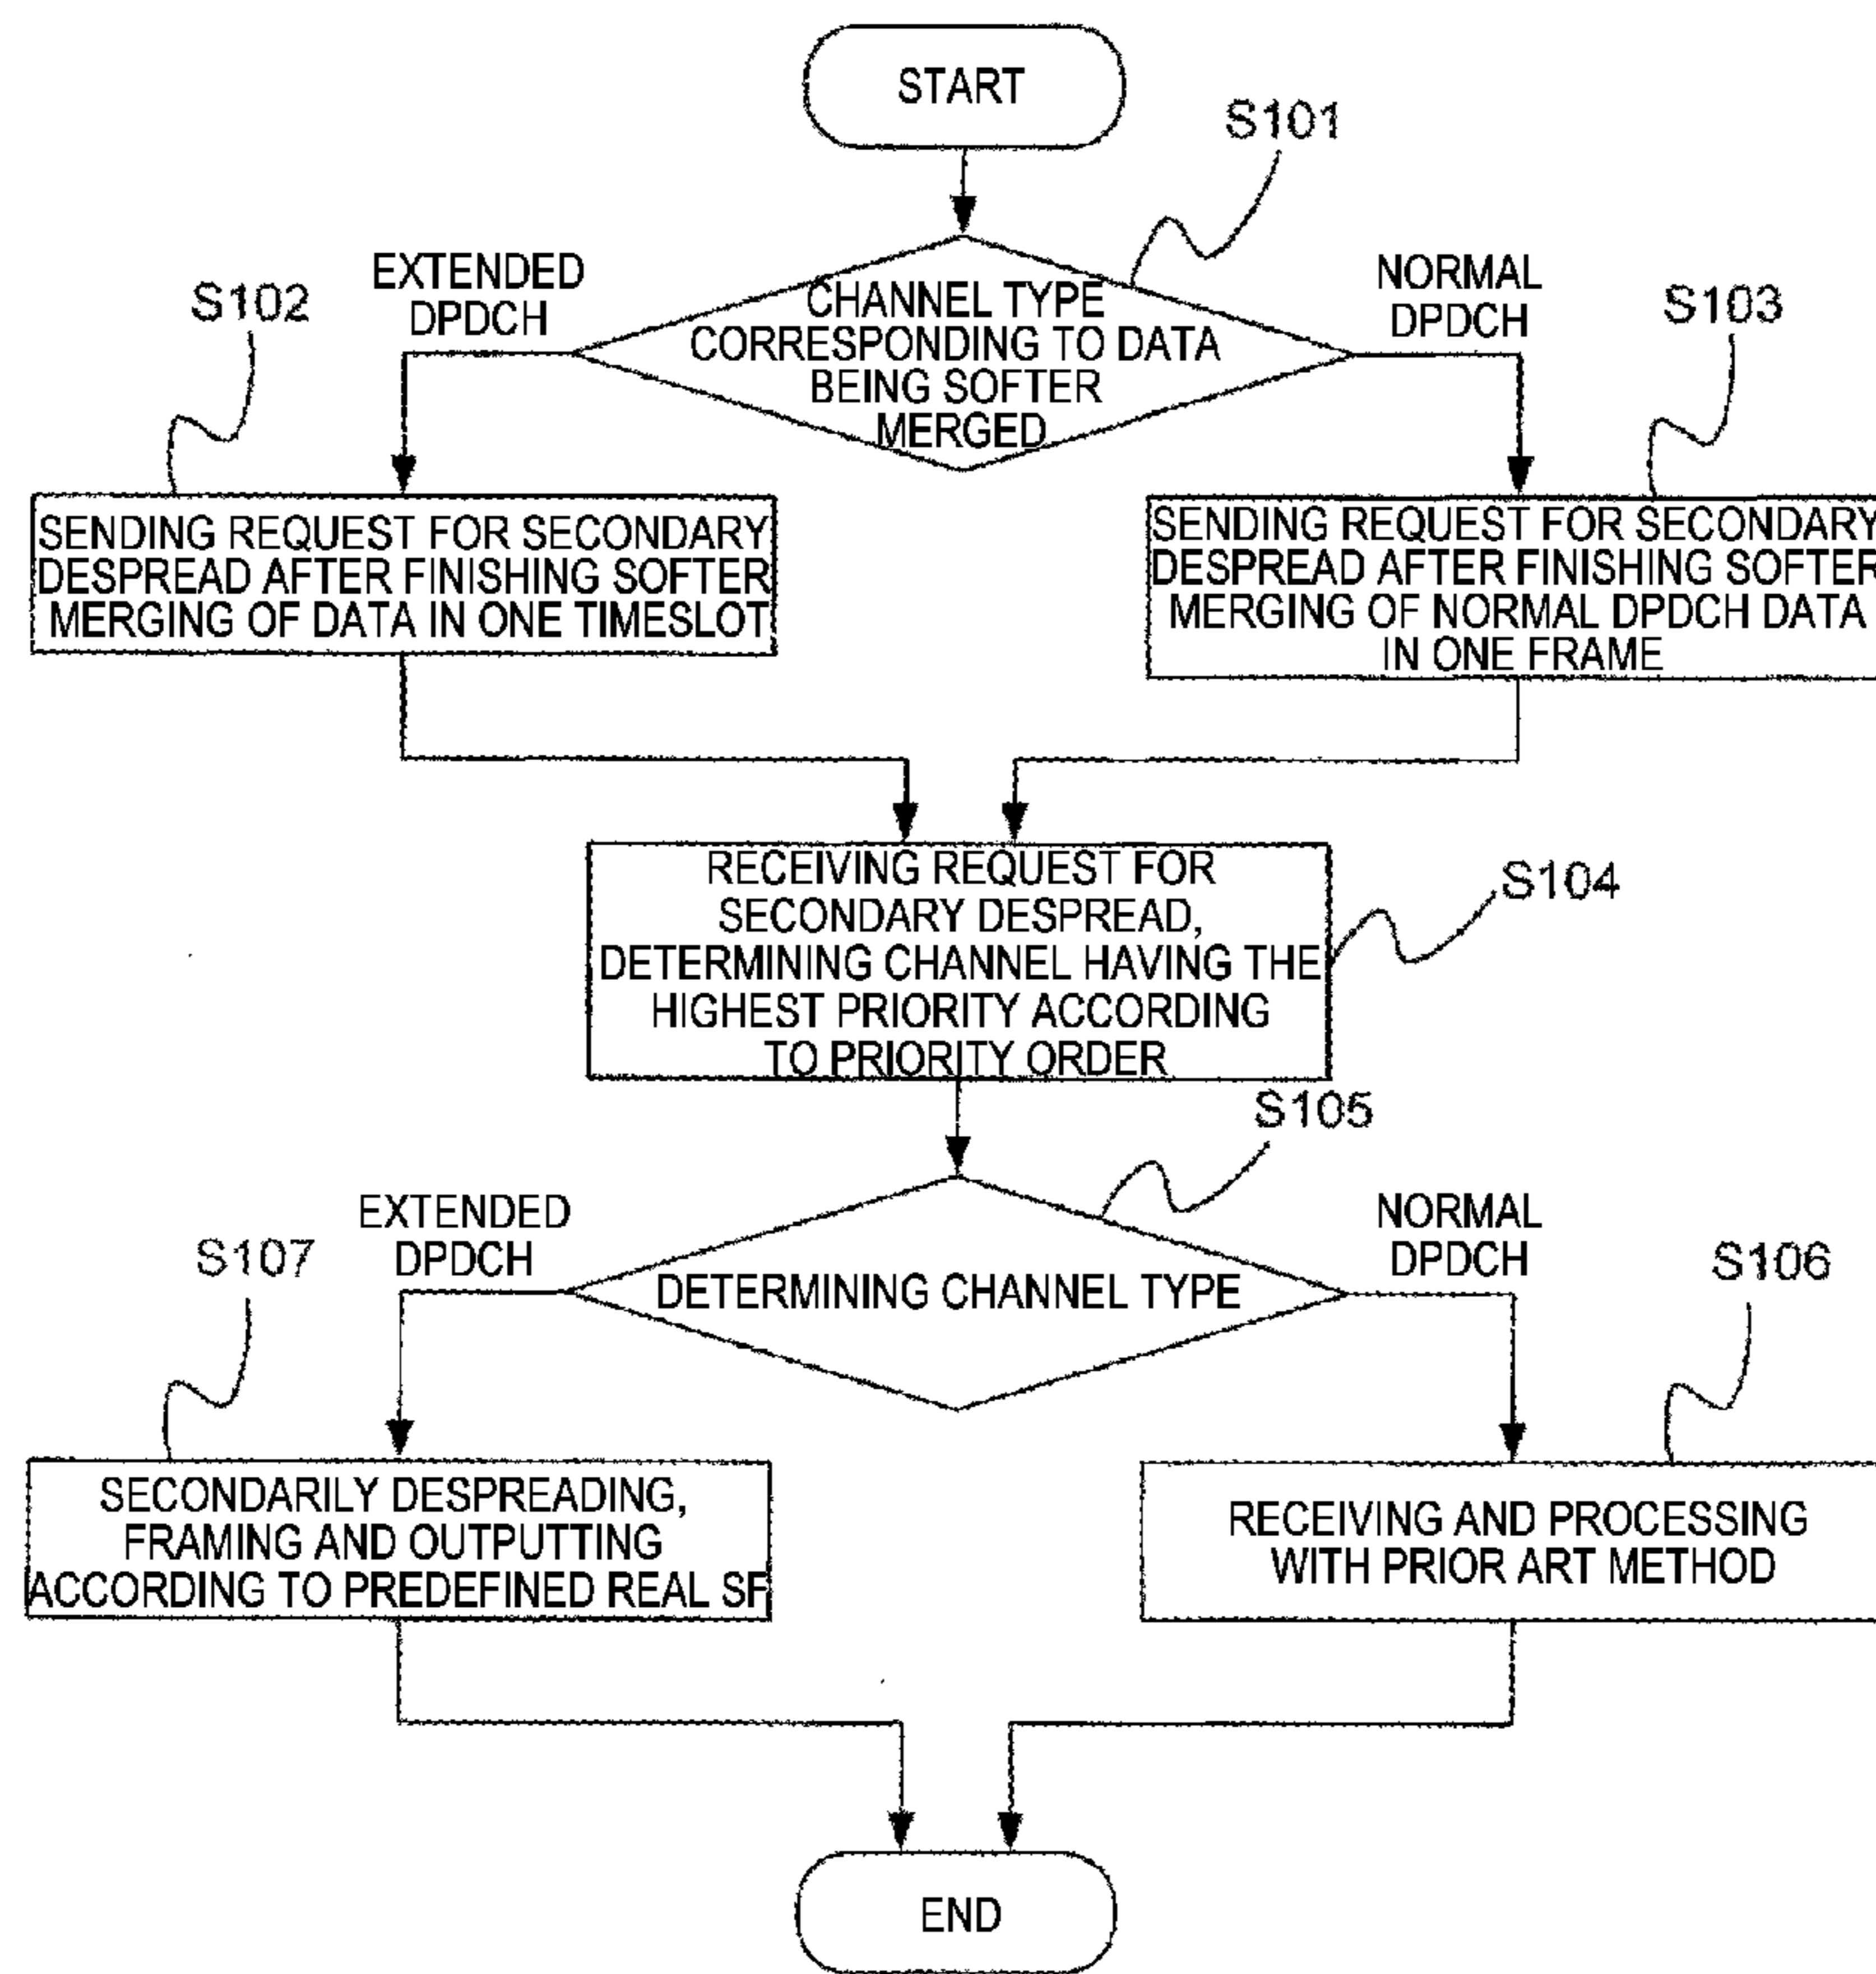 START
S101
EXTENDED
DPDCH
NORMAL
DPDCH
S102
CHANNEL TYPE
CORRESPONDING TO DATA
BEING SOFTER
MERGED
S103
SENDING REQUEST FOR SECONDARY
DESPREAD AFTER FINISHING SOFTER
MERGING OF DATA IN ONE TIMESLOT
SENDING REQUEST FOR SECONDARY
DESPREAD AFTER FINISHING SOFTER
MERGING OF NORMAL DPDCH DATA
IN ONE FRAME
RECEIVING REQUEST FOR
SECONDARY DESPREAD,
DETERMINING CHANNEL HAVING THE
HIGHEST PRIORITY ACCORDING
TO PRIORITY ORDER
S104
S105
EXTENDED
DPDCH
NORMAL
DPDCH
S107
DETERMINING CHANNEL TYPE
S106
SECONDARILY DESPREADING,
FRAMING AND OUTPUTTING
ACCORDING TO PREDEFINED REAL SF
RECEIVING AND PROCESSING
WITH PRIOR ART METHOD
END